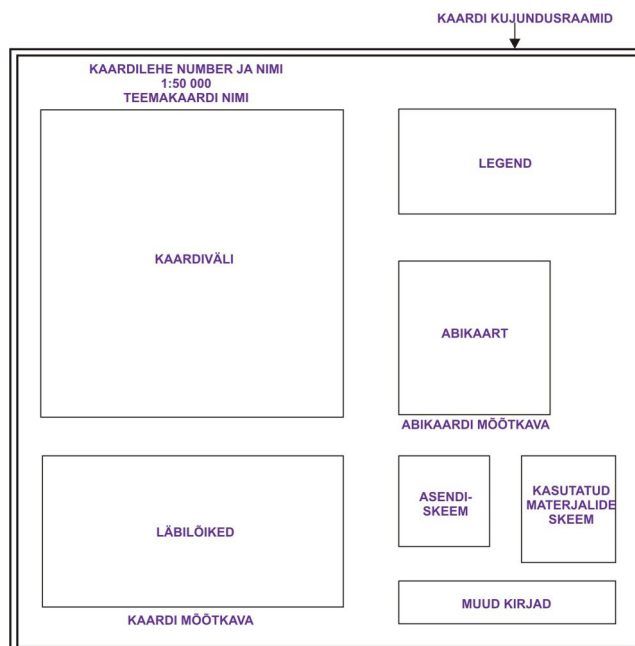 KAARDI KUJUNDUSRAAMID
KAARDILEHE NUMBER JA NIMI
1:50 000
TEEMAKAARDI NIMI
LEGEND
KAARDIVÄLI
ABIKAART
ABIKAARDI MÕÕTKAVA
ASENDI-
SKEEM
KASUTATUD
MATERJALIDE
SKEEM
LÄBILÕIKED
MUUD KIRJAD
KAARDI MÕÕTKAVA